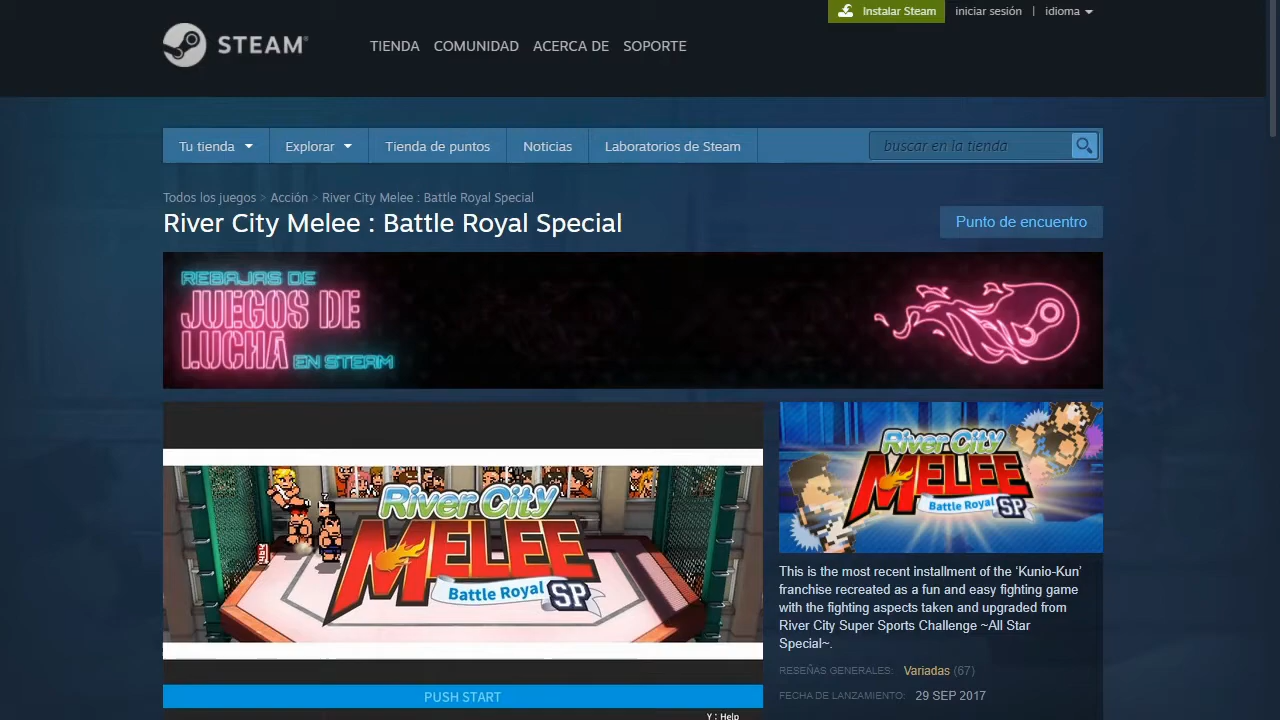 Instalar Steam
iniciar sesión | idioma
STEAM®
TIENDA COMUNIDAD ACERCA DE SOPORTE
Tu tienda Explorar Tienda de puntos Noticias Laboratorios de Steam
buscar en la tienda
Todos los juegos > Acción > River City Melee : Battle Royal Special
River City Melee : Battle Royal Special
Punto de encuentro
REBAJAS DE
JUEGOS DE
LUCHA
EN STEAM
River City
MELEE
Battle Royal
SP
PUSH START
Y : Help
River City
MELEE
Battle Royal
SP
This is the most recent installment of the ‘Kunio-Kun’
franchise recreated as a fun and easy fighting game
with the fighting aspects taken and upgraded from
River City Super Sports Challenge ~All Star
Special~.
RESEÑAS GENERALES: Variadas (67)
FECHA DE LANZAMIENTO: 29 SEP 2017